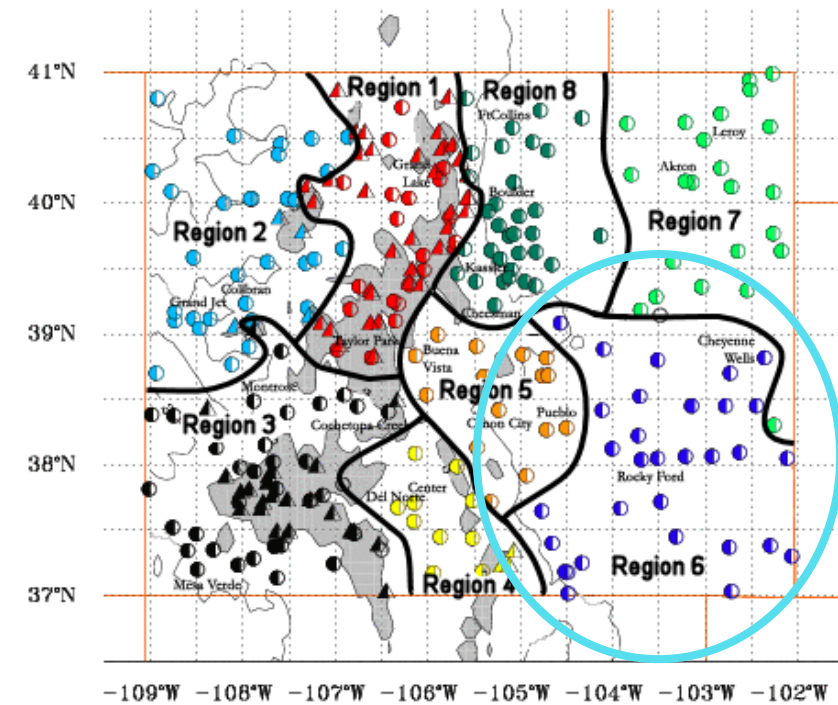 41°N
Region 1
Region 8
FtCollins
Leroy
Grand
Lake
Akron
Boulder
40°N
Region 2
Region 7
Kassler
Collbran
Grand Jct
Cheesman
39°N
Taylor Park
Buena
Vista
Cheyenne
Wells
Montrose
Region 5
Region 3
Cochetopa Creek
Pueblo
Canon City
38°N
Rocky Ford
Center
Del Norte
Region 6
Mesa Verde
Region 4
37°N
-109°W -108°W -107°W -106°W -105°W -104°W -103°W -102°W